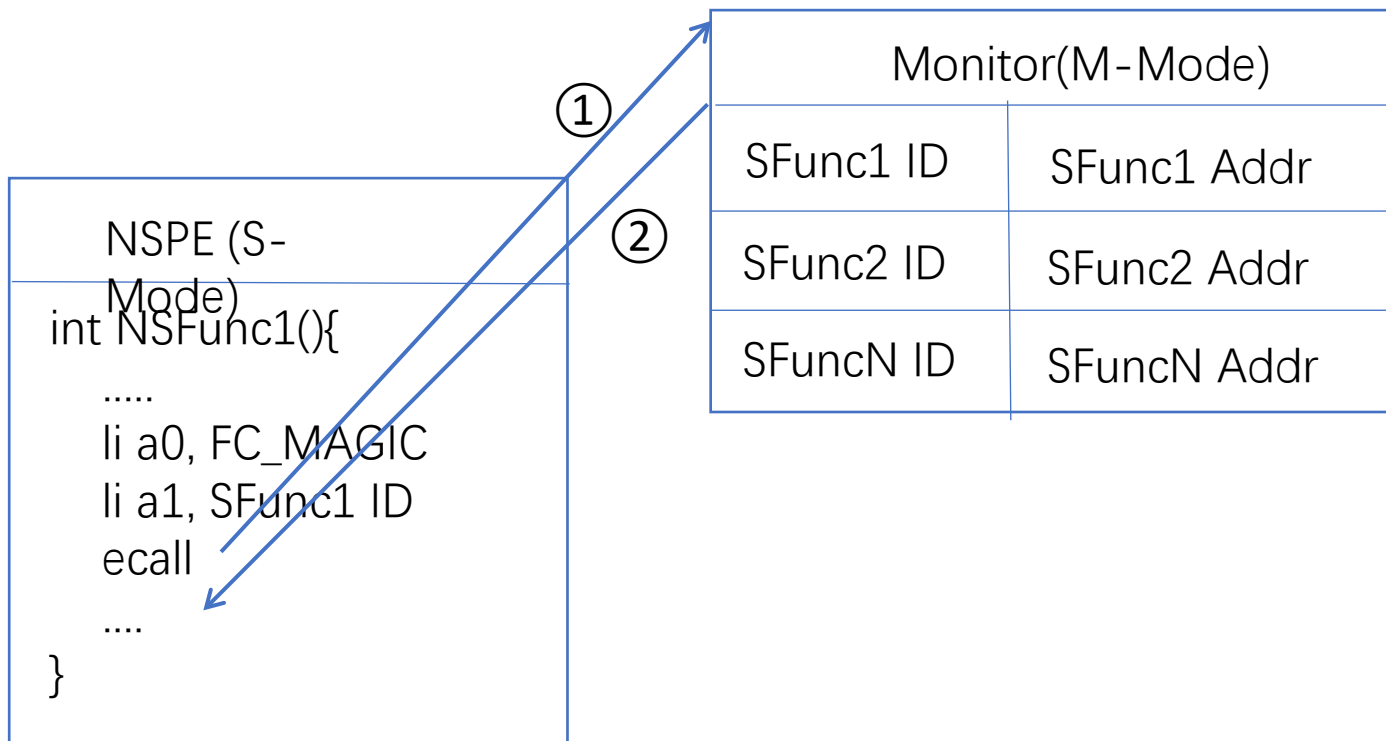 Monitor(M-Mode)
①
SFunc1 ID
SFunc1 Addr
②
SFunc2 ID
SFunc2 Addr
SFuncN ID
SFuncN Addr
NSPE (S-
Mode)
int NSFunc1(){
.....
li a0, FC_MAGIC
li a1, SFunc1 ID
ecall
....
}